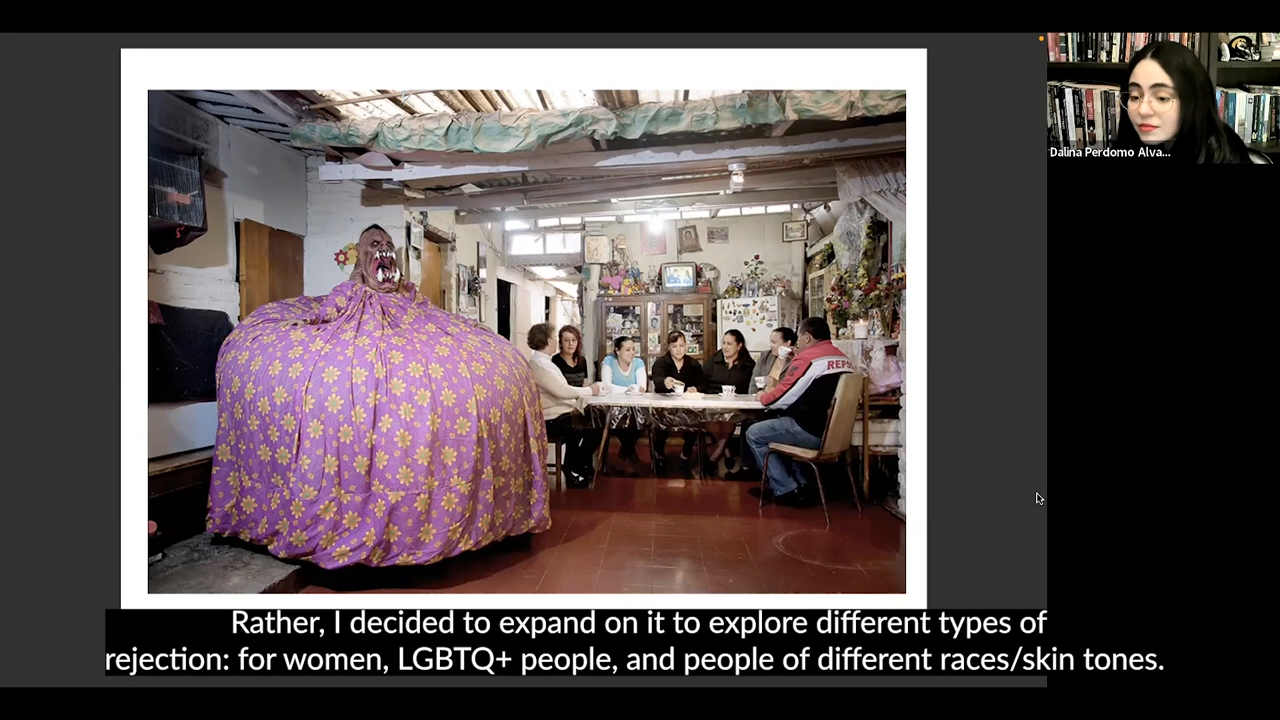 Dalina Perdomo Alva...
REPS
Rather, I decided to expand on it to explore different types of
rejection: for women, LGBTQ+ people, and people of different races/skin tones.